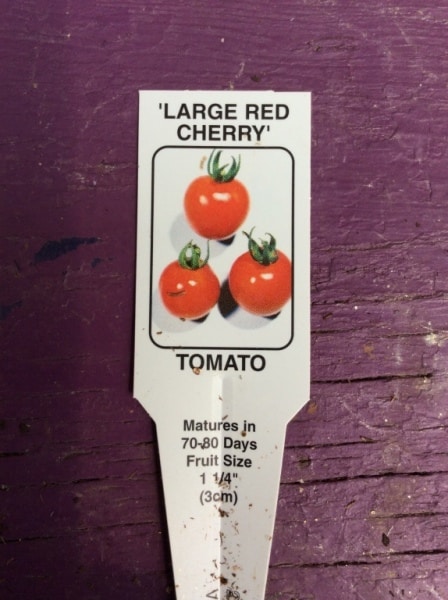 'LARGE RED
CHERRY'
TOMATO
Matures in
70-80 Days
Fruit Size
1 1/4"
(3cm)